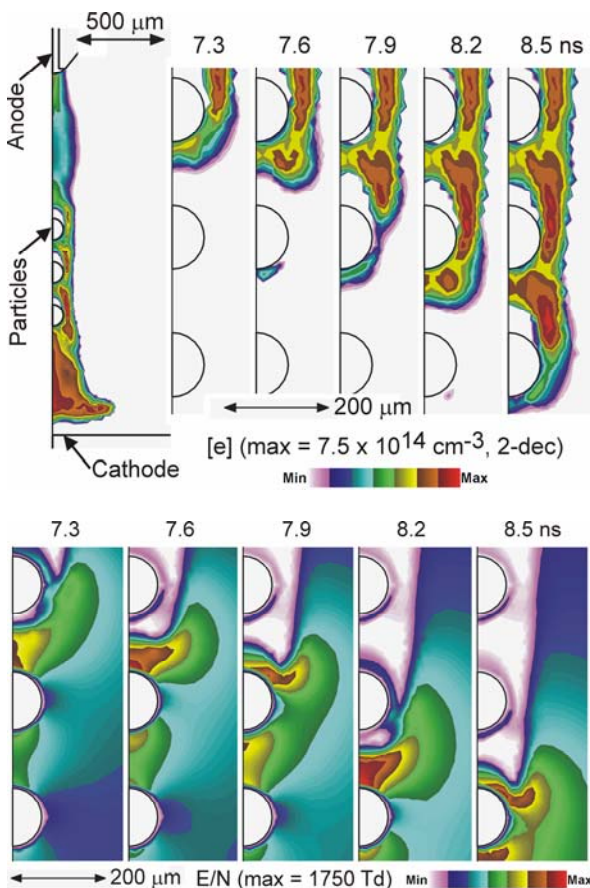 500 μm
7.3
7.6
7.9
8.2
8.5 ns
Anode
Particles
Cathode
200 μm
[e] (max = 7.5 x 10¹⁴ cm⁻³, 2-dec)
Min
Max
7.3
7.6
7.9
8.2
8.5 ns
200 μm
E/N (max = 1750 Td)
Min
Max